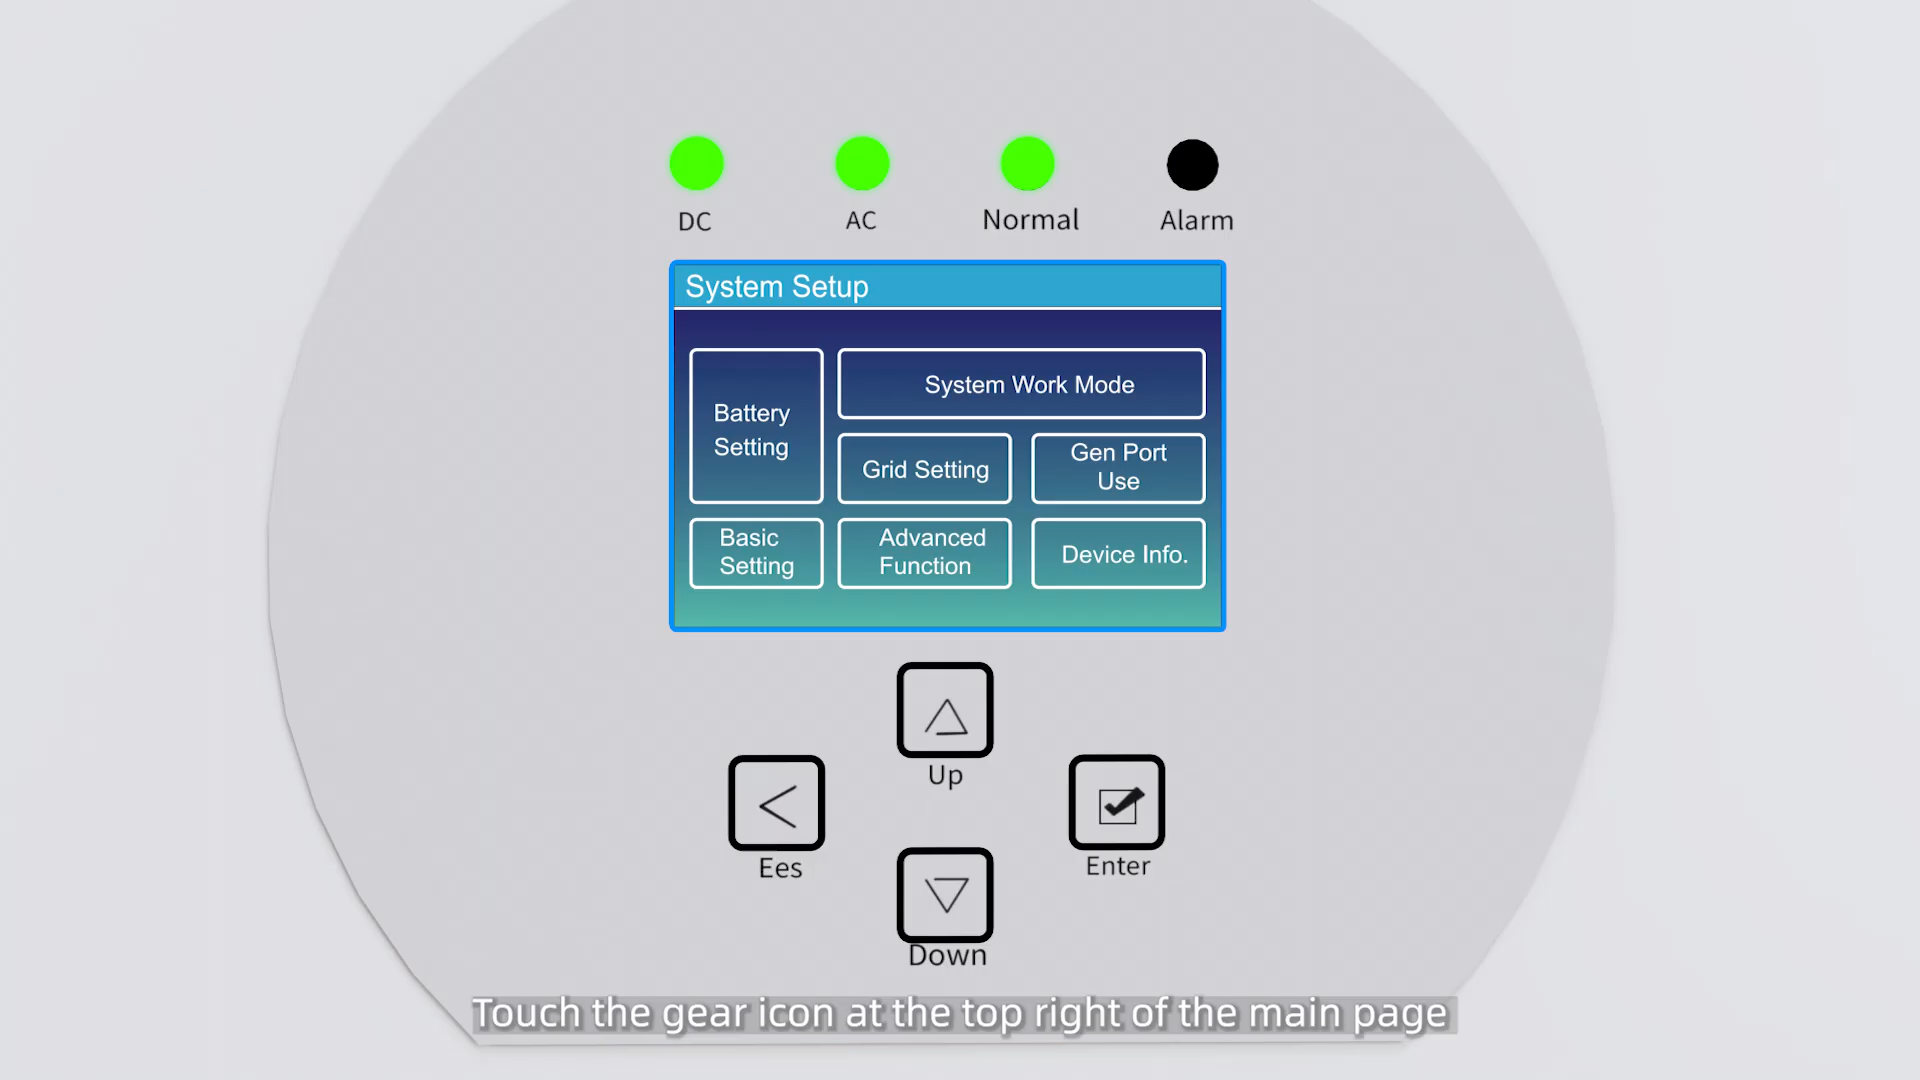 DC
AC
Normal
Alarm
System Setup
Battery
Setting
System Work Mode
Grid Setting
Gen Port
Use
Basic
Setting
Advanced
Function
Device Info.
Up
Ees
Enter
Down
Touch the gear icon at the top right of the main page